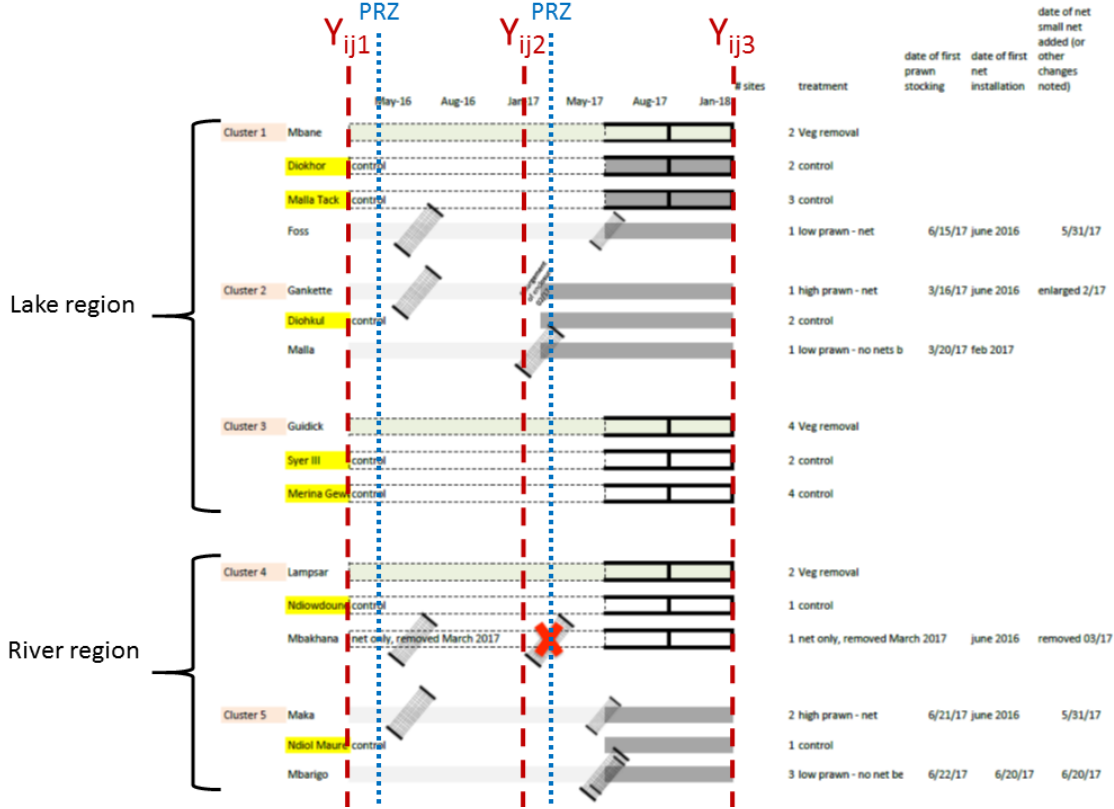 PRZ PRZ
Yij1 Yij2 Yij3
date of net
small net
added (or
other
changes
noted)
date of first
prawn
stocking
date of first
net
installation
# sites treatment
May-16 Aug-16 Jan-17 May-17 Aug-17 Jan-18
Lake region
Cluster 1 Mbane 2 Veg removal
Diokhor control 2 control
Malla Tack control 3 control
Foss 1 low prawn - net 6/15/17 june 2016 5/31/17
Cluster 2 Gankette 1 high prawn - net 3/16/17 june 2016 enlarged 2/17
Diohkul control 2 control
Malla 1 low prawn - no nets b 3/20/17 feb 2017
Cluster 3 Guidick 4 Veg removal
Syer III control 2 control
Merina Gew control 4 control
River region
Cluster 4 Lampsar 2 Veg removal
Ndiowdoun control 1 control
Mbakhana net only, removed March 2017 1 net only, removed March 2017 june 2016 removed 03/17
Cluster 5 Maka 2 high prawn - net 6/21/17 june 2016 5/31/17
Ndiol Maure control 1 control
Mbarigo 3 low prawn - no net be 6/22/17 6/20/17 6/20/17